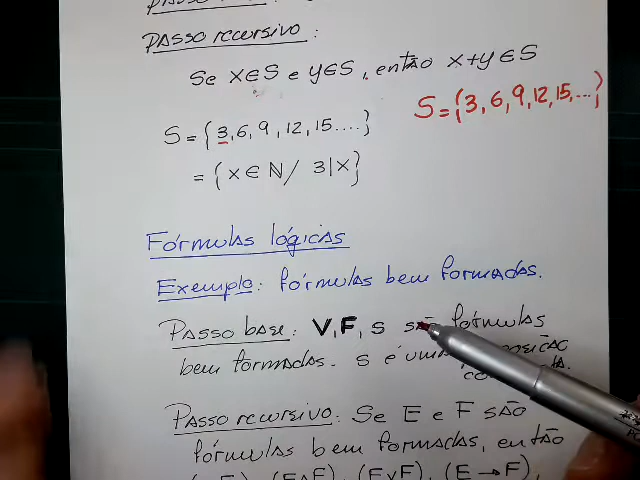 Passo recursivo:
Se x∈S e y∈S, então x+y∈S
S={3,6,9,12,15,...}
S={3,6,9,12,15....}
={x∈ℕ/ 3|x}
Fórmulas lógicas
Exemplo: fórmulas bem formadas.
Passo base: V, F, s são fórmulas
bem formadas. s é uma
Passo recursivo: Se E e F são
fórmulas bem formadas, então
(E∧F), (E∨F), (E→F),